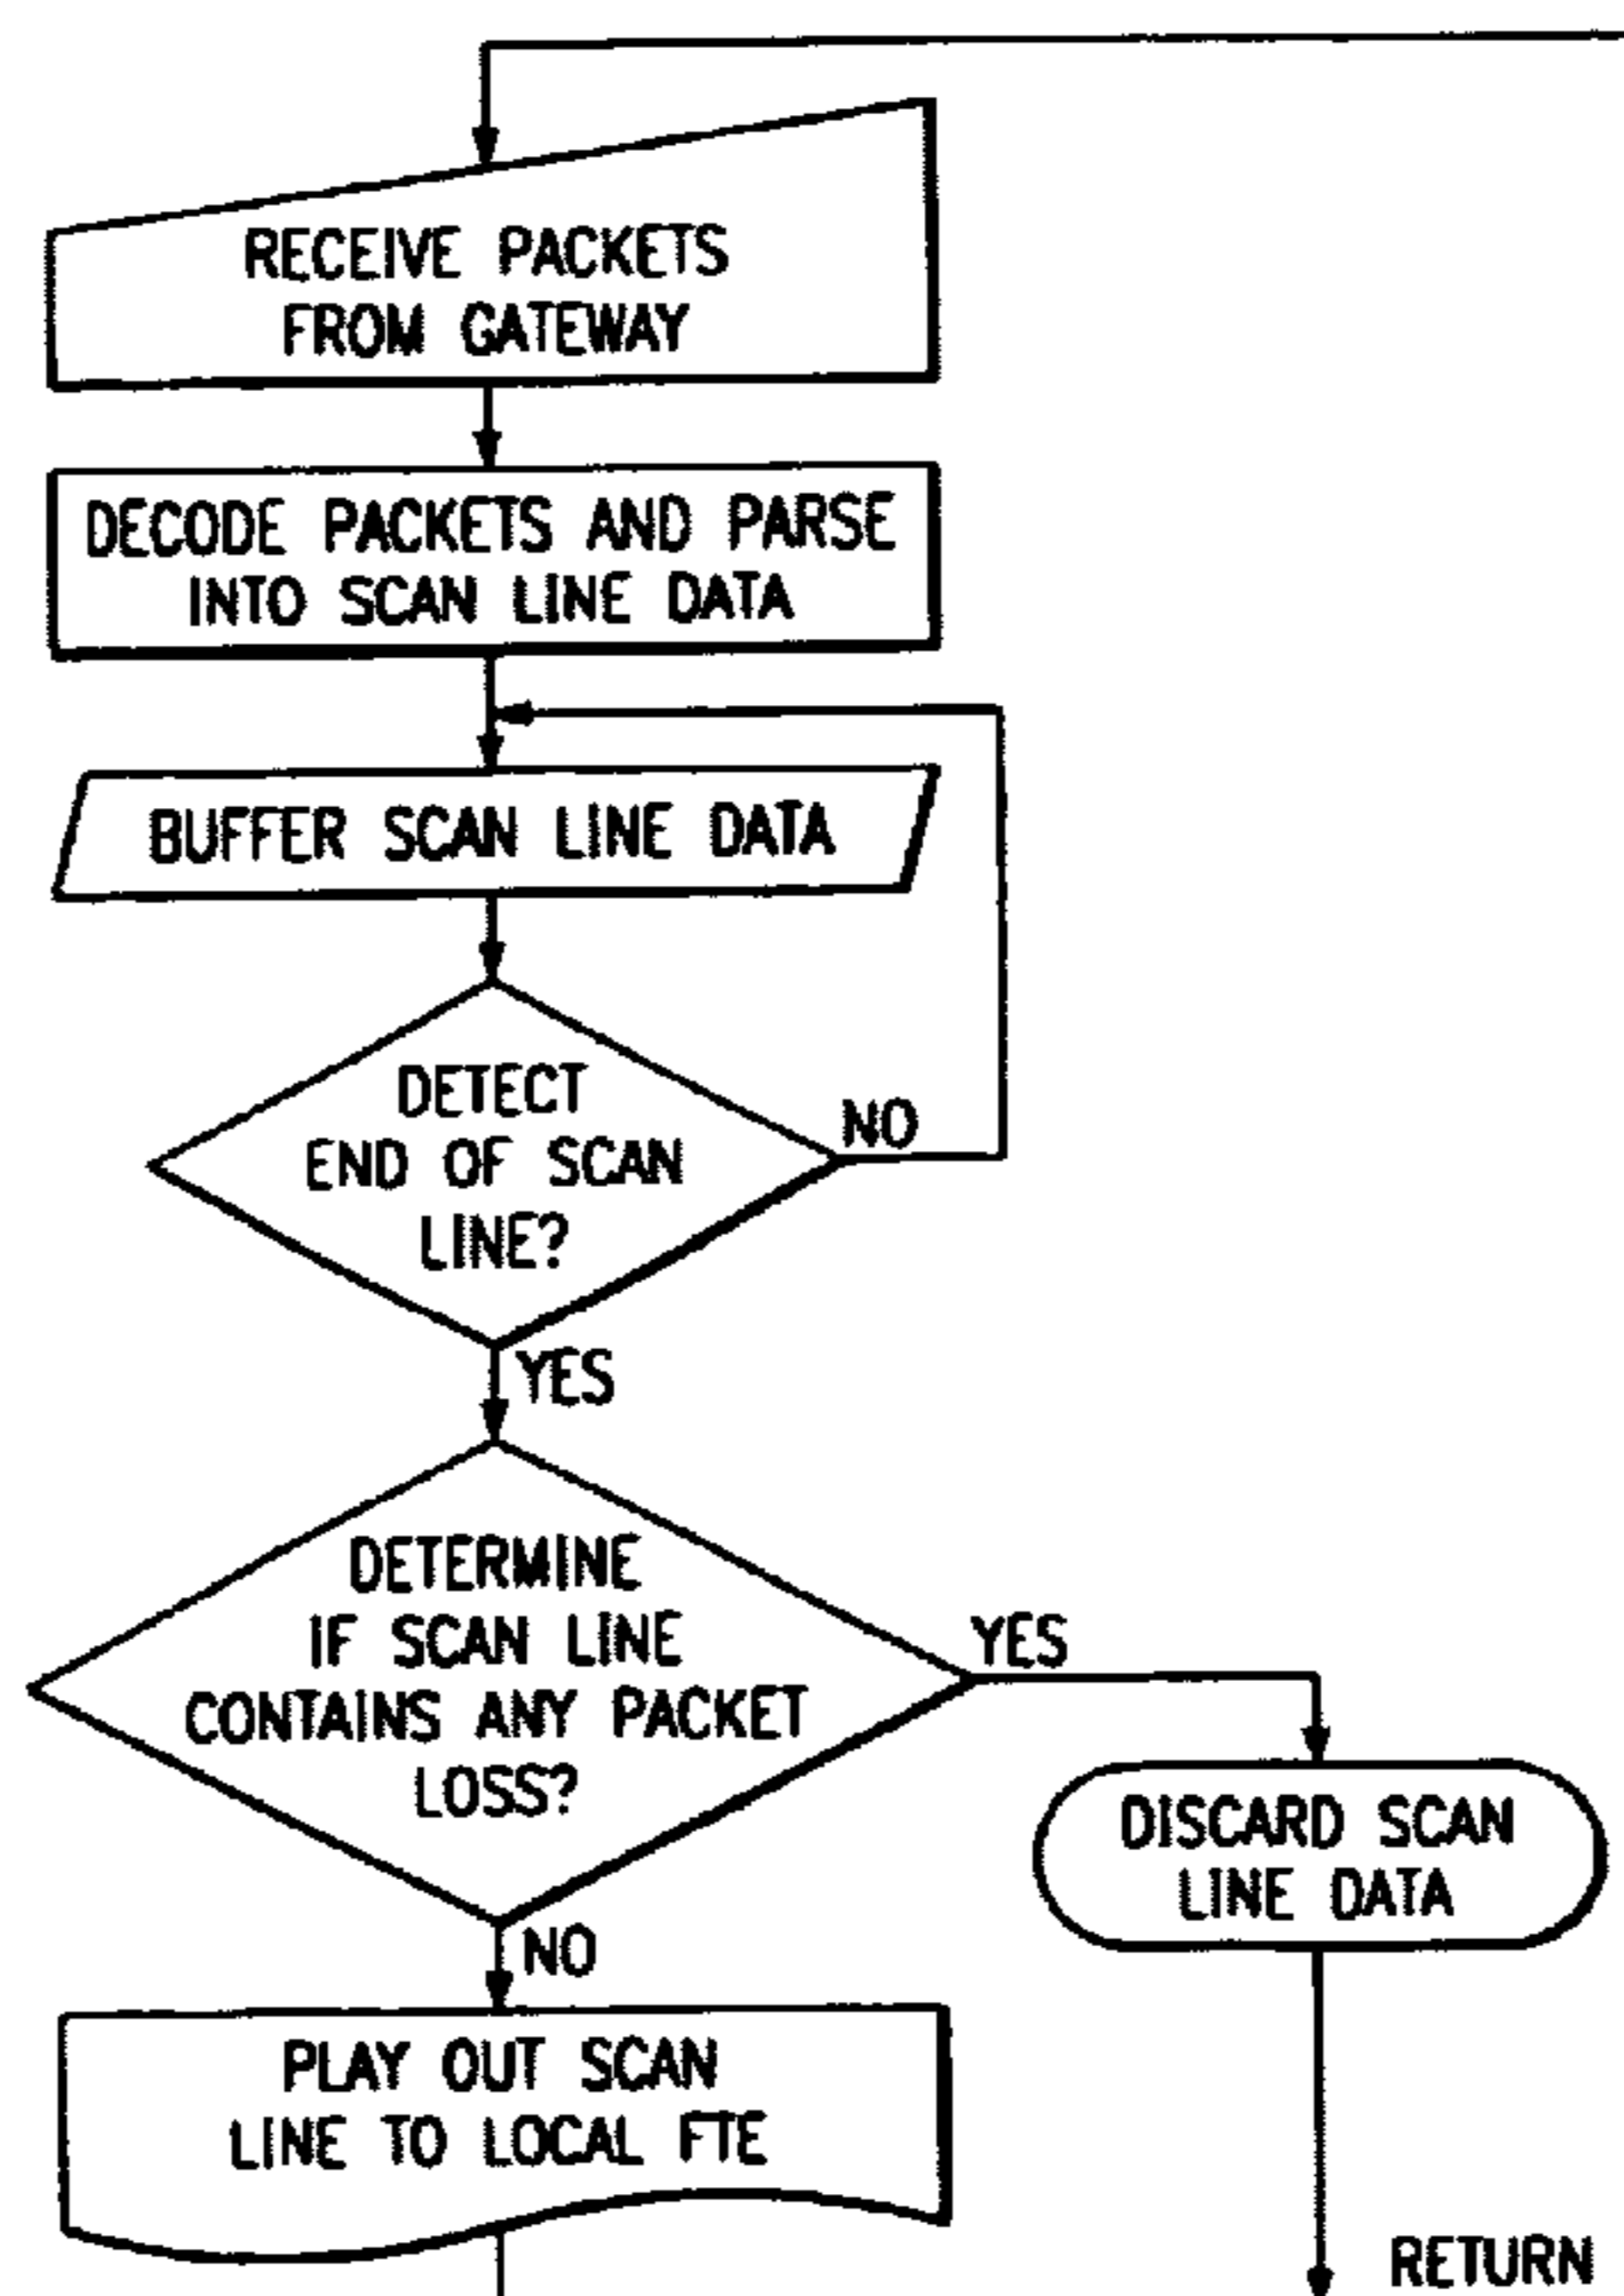 RECEIVE PACKETS
FROM GATEWAY
DECODE PACKETS AND PARSE
INTO SCAN LINE DATA
BUFFER SCAN LINE DATA
DETECT
END OF SCAN
LINE?
NO
YES
DETERMINE
IF SCAN LINE
CONTAINS ANY PACKET
LOSS?
YES
DISCARD SCAN
LINE DATA
NO
PLAY OUT SCAN
LINE TO LOCAL FTE
RETURN